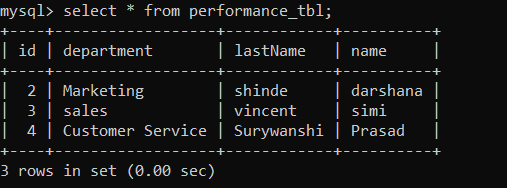 mysql> select * from performance_tbl;
+----+------------------+------------+----------+
| id | department       | lastName   | name     |
+----+------------------+------------+----------+
|  2 | Marketing        | shinde     | darshana |
|  3 | sales            | vincent    | simi     |
|  4 | Customer Service | Surywanshi | Prasad   |
+----+------------------+------------+----------+
3 rows in set (0.00 sec)